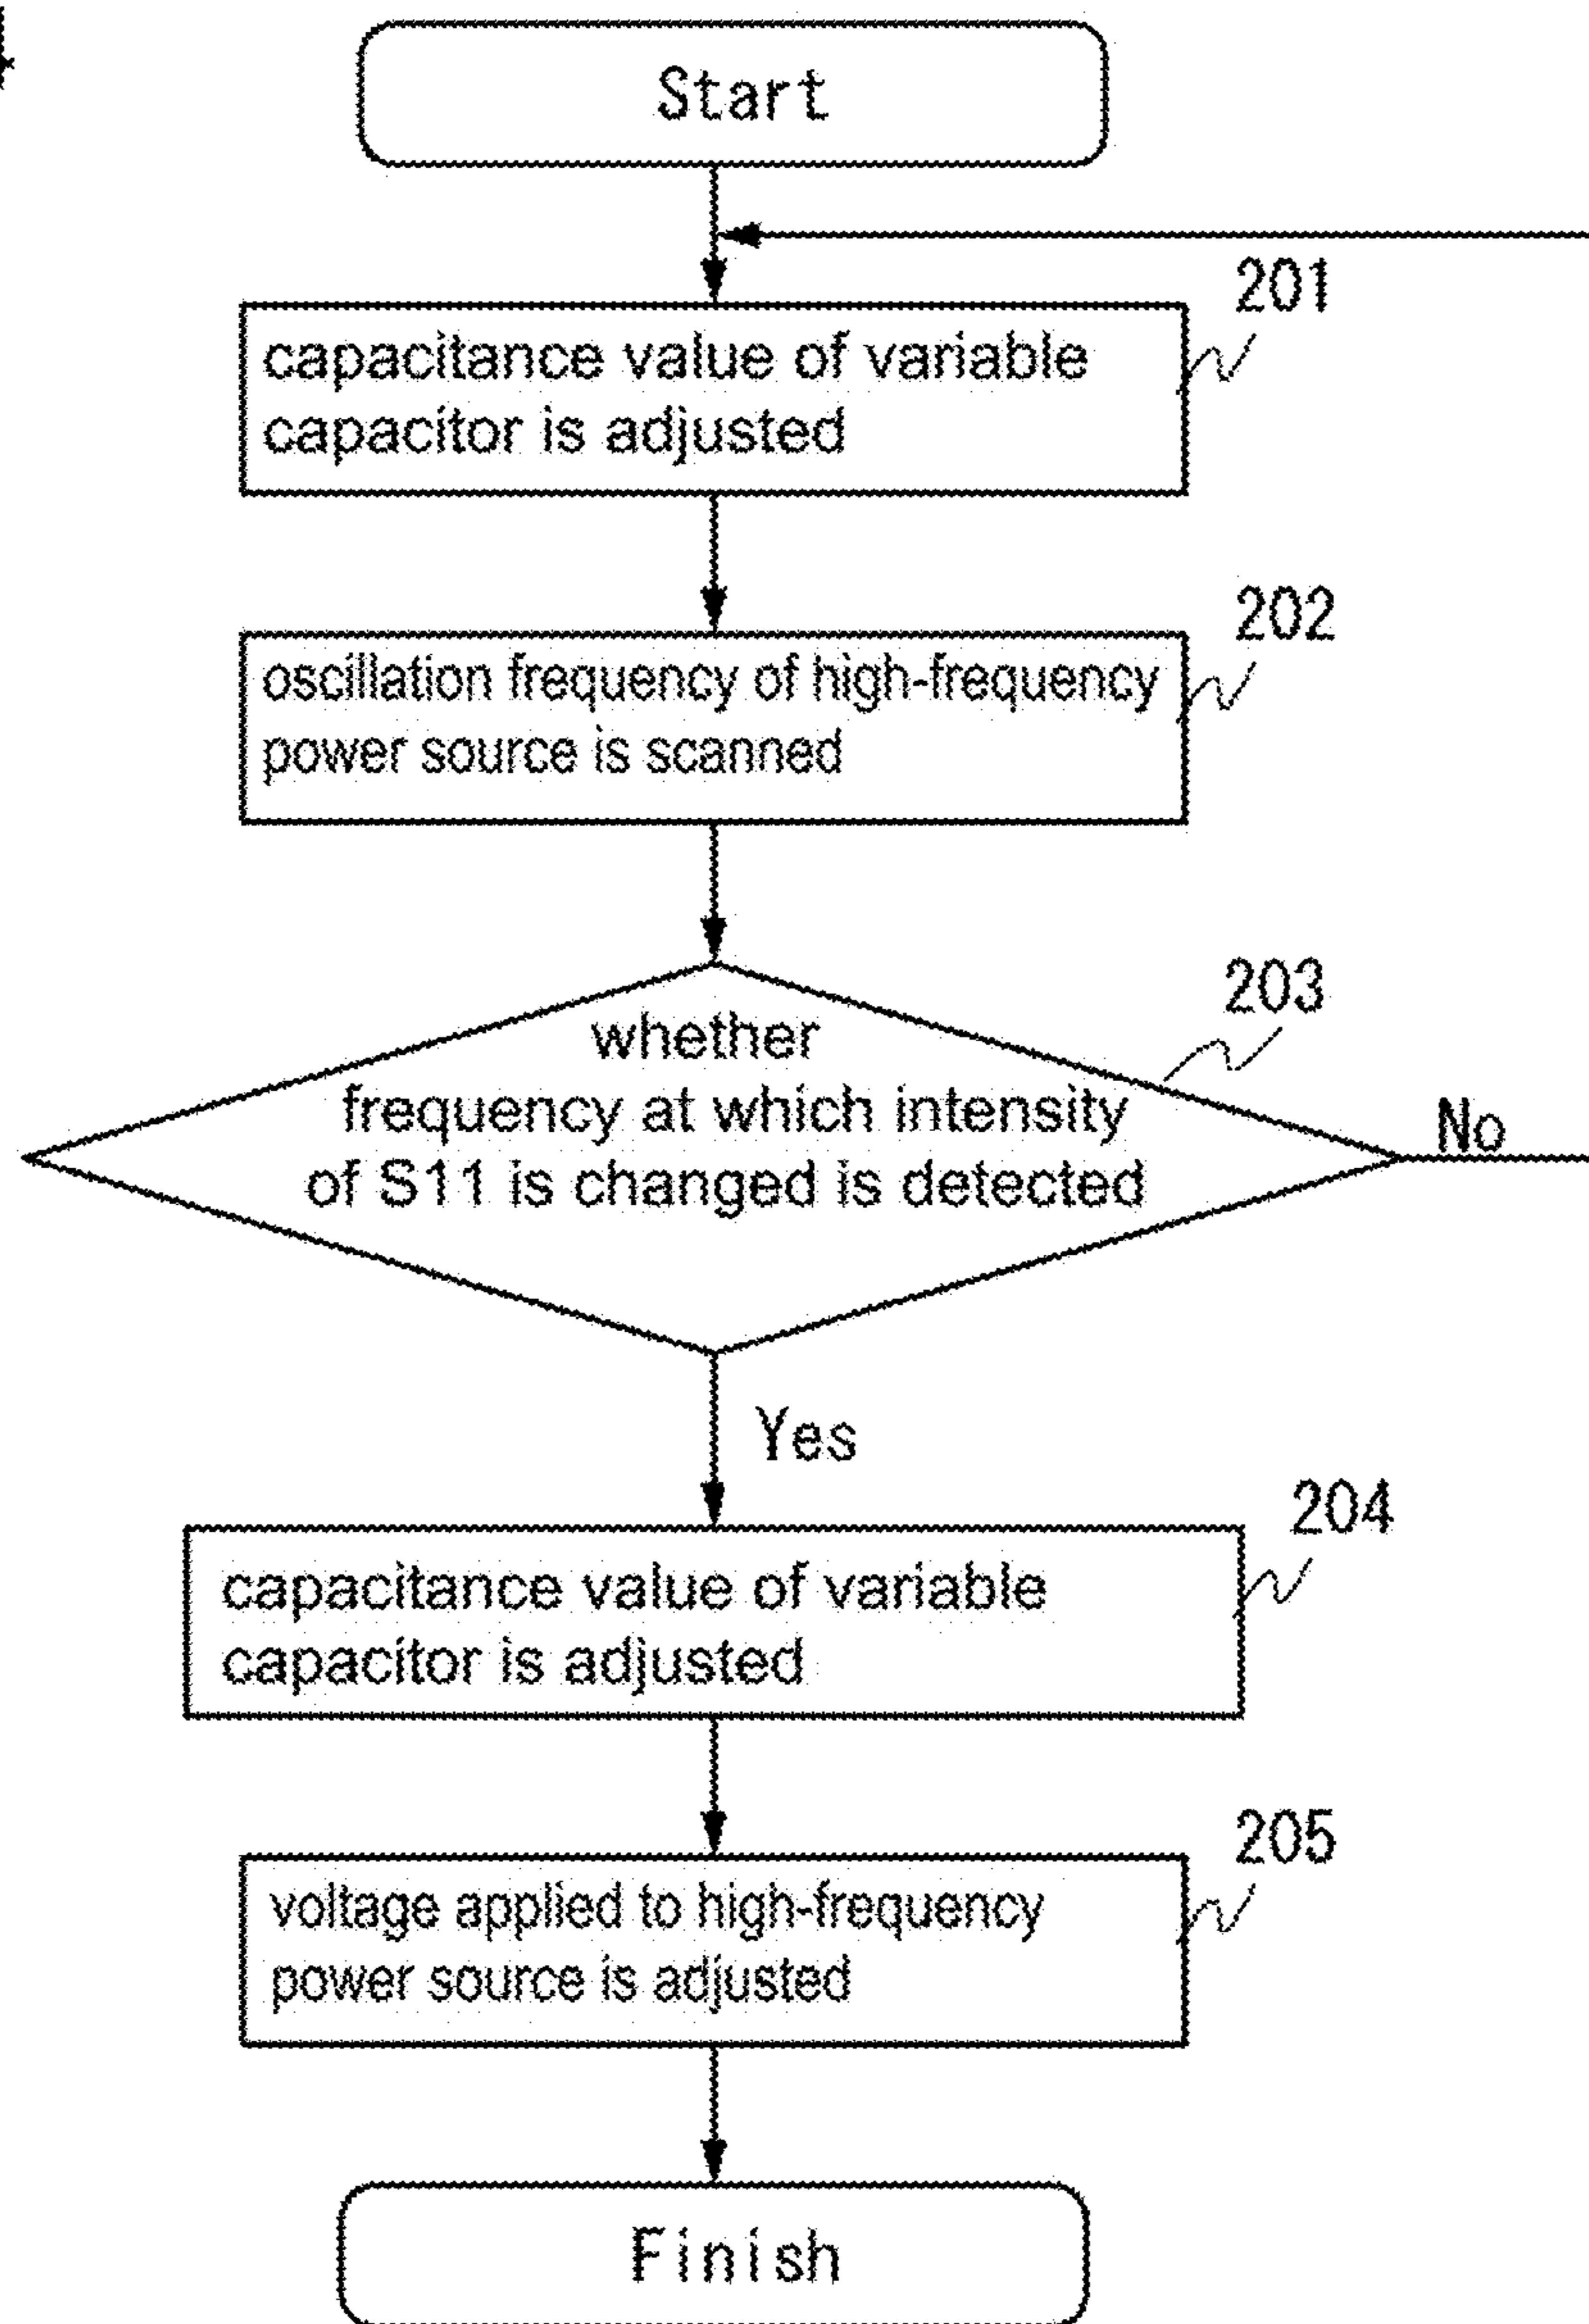 Start
201
capacitance value of variable
capacitor is adjusted
202
oscillation frequency of high-frequency
power source is scanned
203
whether
frequency at which intensity
of S11 is changed is detected
No
Yes
204
capacitance value of variable
capacitor is adjusted
205
voltage applied to high-frequency
power source is adjusted
Finish